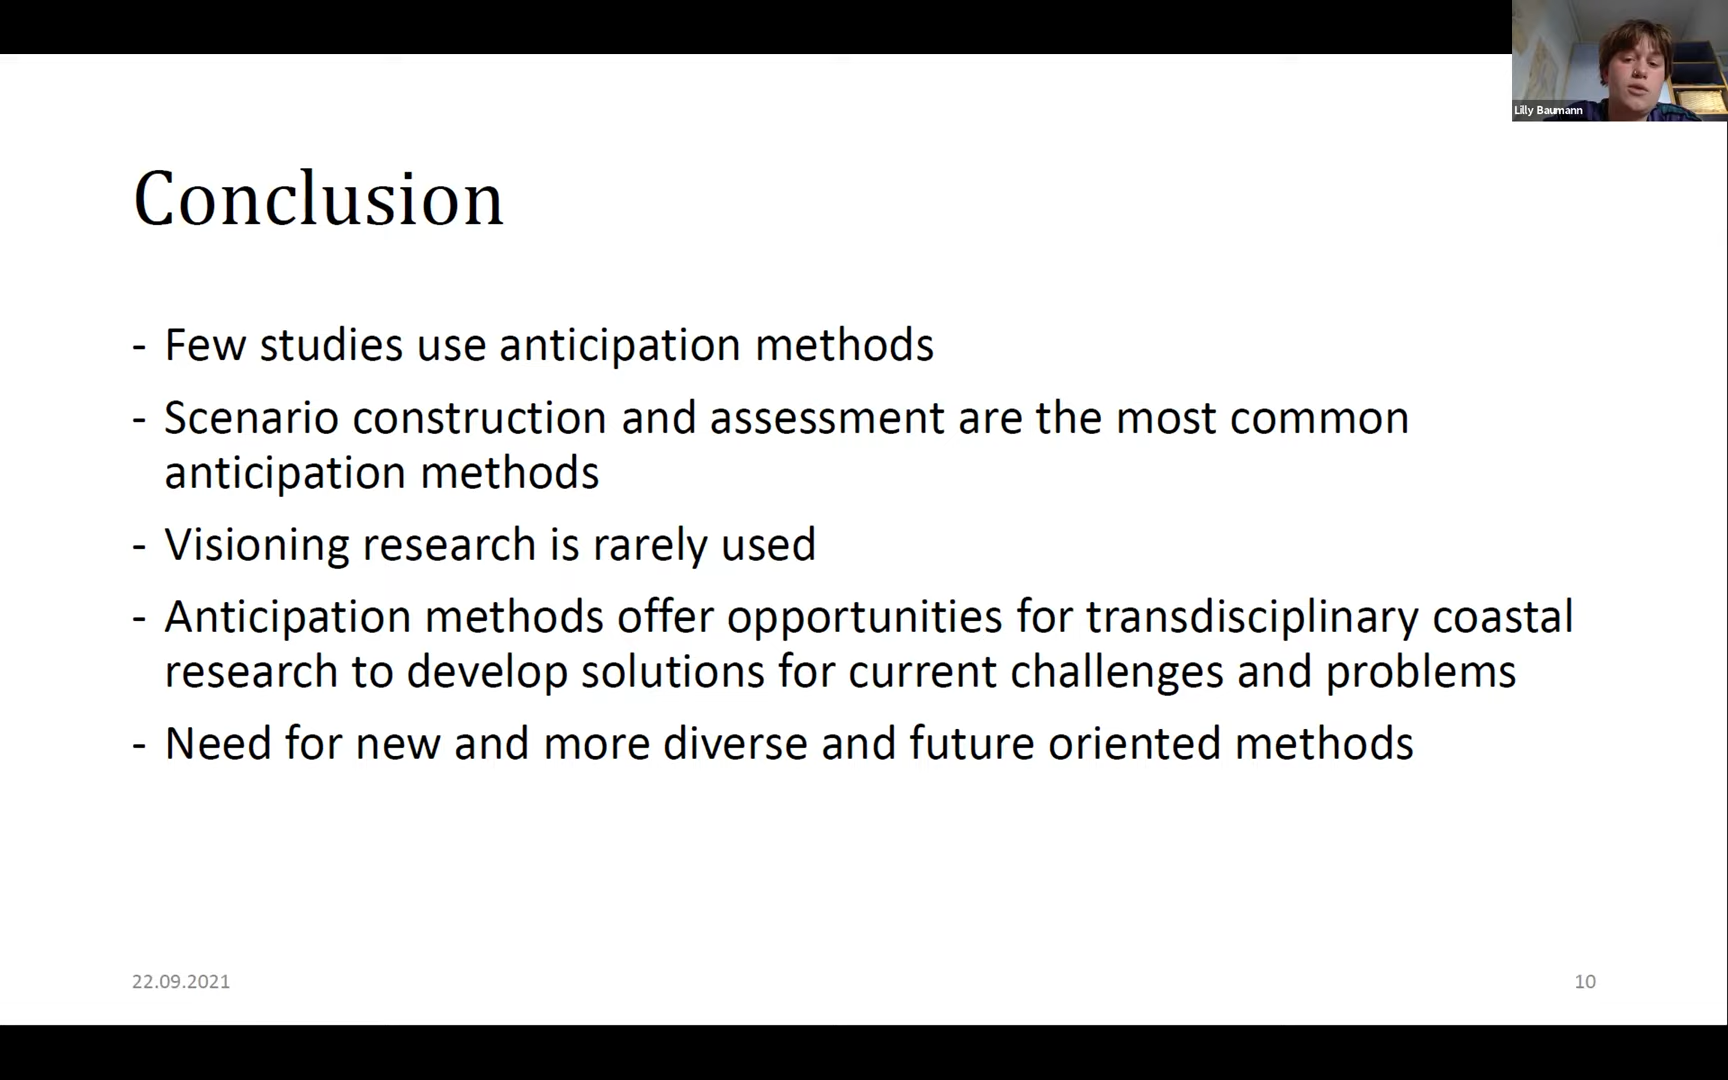 Lilly Baumann
Conclusion
- Few studies use anticipation methods
- Scenario construction and assessment are the most common
anticipation methods
- Visioning research is rarely used
- Anticipation methods offer opportunities for transdisciplinary coastal
research to develop solutions for current challenges and problems
- Need for new and more diverse and future oriented methods
22.09.2021
10